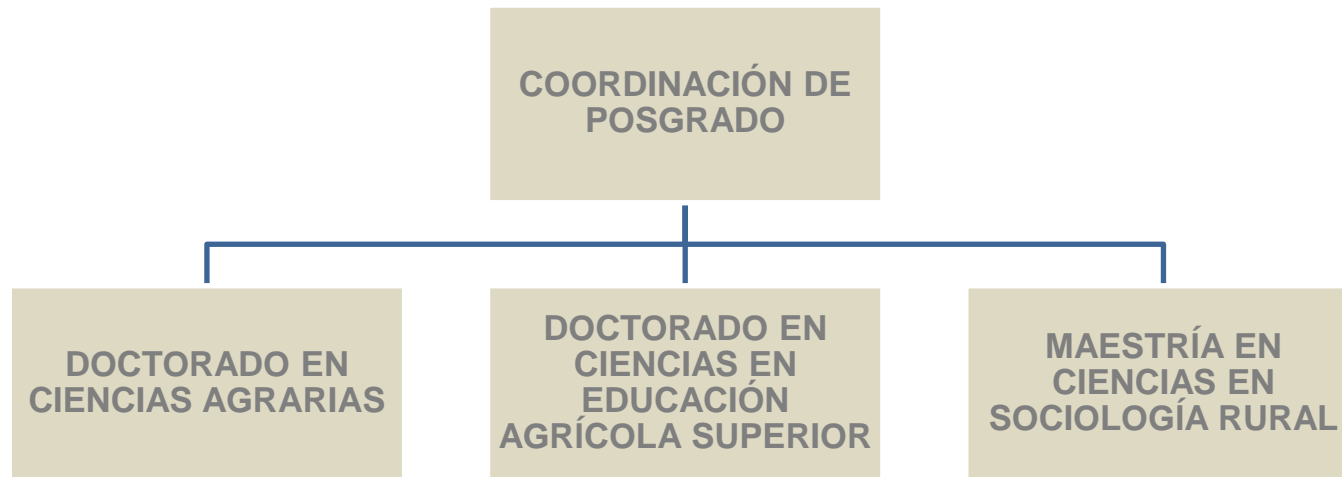 COORDINACIÓN DE
POSGRADO
DOCTORADO EN
CIENCIAS AGRARIAS
DOCTORADO EN
CIENCIAS EN
EDUCACIÓN
AGRÍCOLA SUPERIOR
MAESTRÍA EN
CIENCIAS EN
SOCIOLOGÍA RURAL